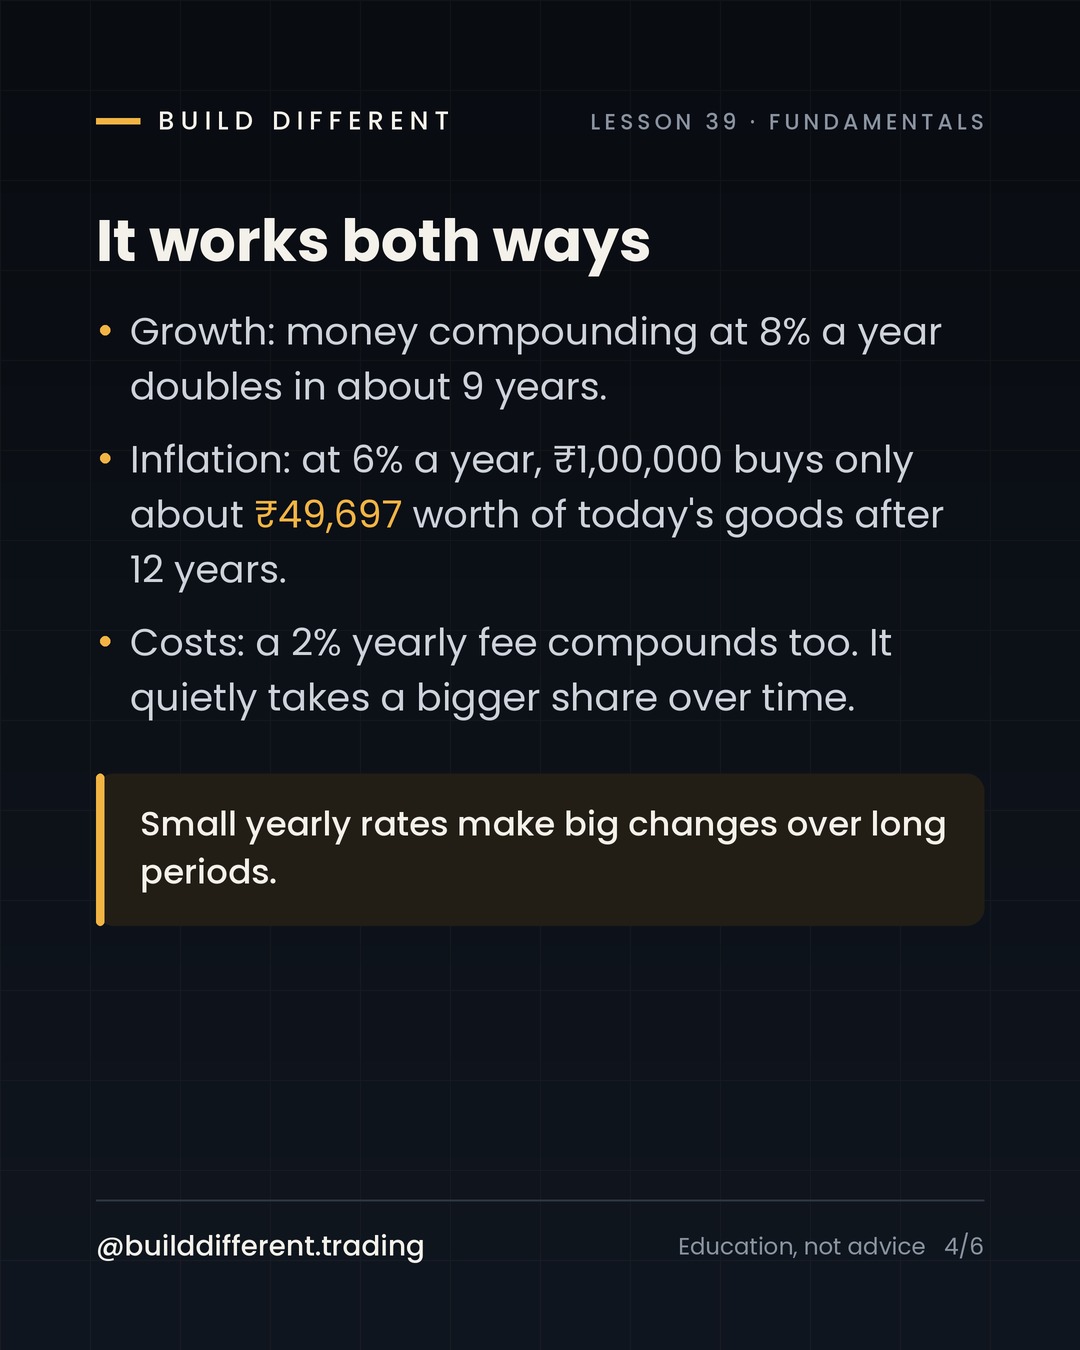 BUILD DIFFERENT
LESSON 39 · FUNDAMENTALS
It works both ways
• Growth: money compounding at 8% a year
doubles in about 9 years.
• Inflation: at 6% a year, ₹1,00,000 buys only
about ₹49,697 worth of today's goods after
12 years.
• Costs: a 2% yearly fee compounds too. It
quietly takes a bigger share over time.
Small yearly rates make big changes over long
periods.
@builddifferent.trading
Education, not advice 4/6